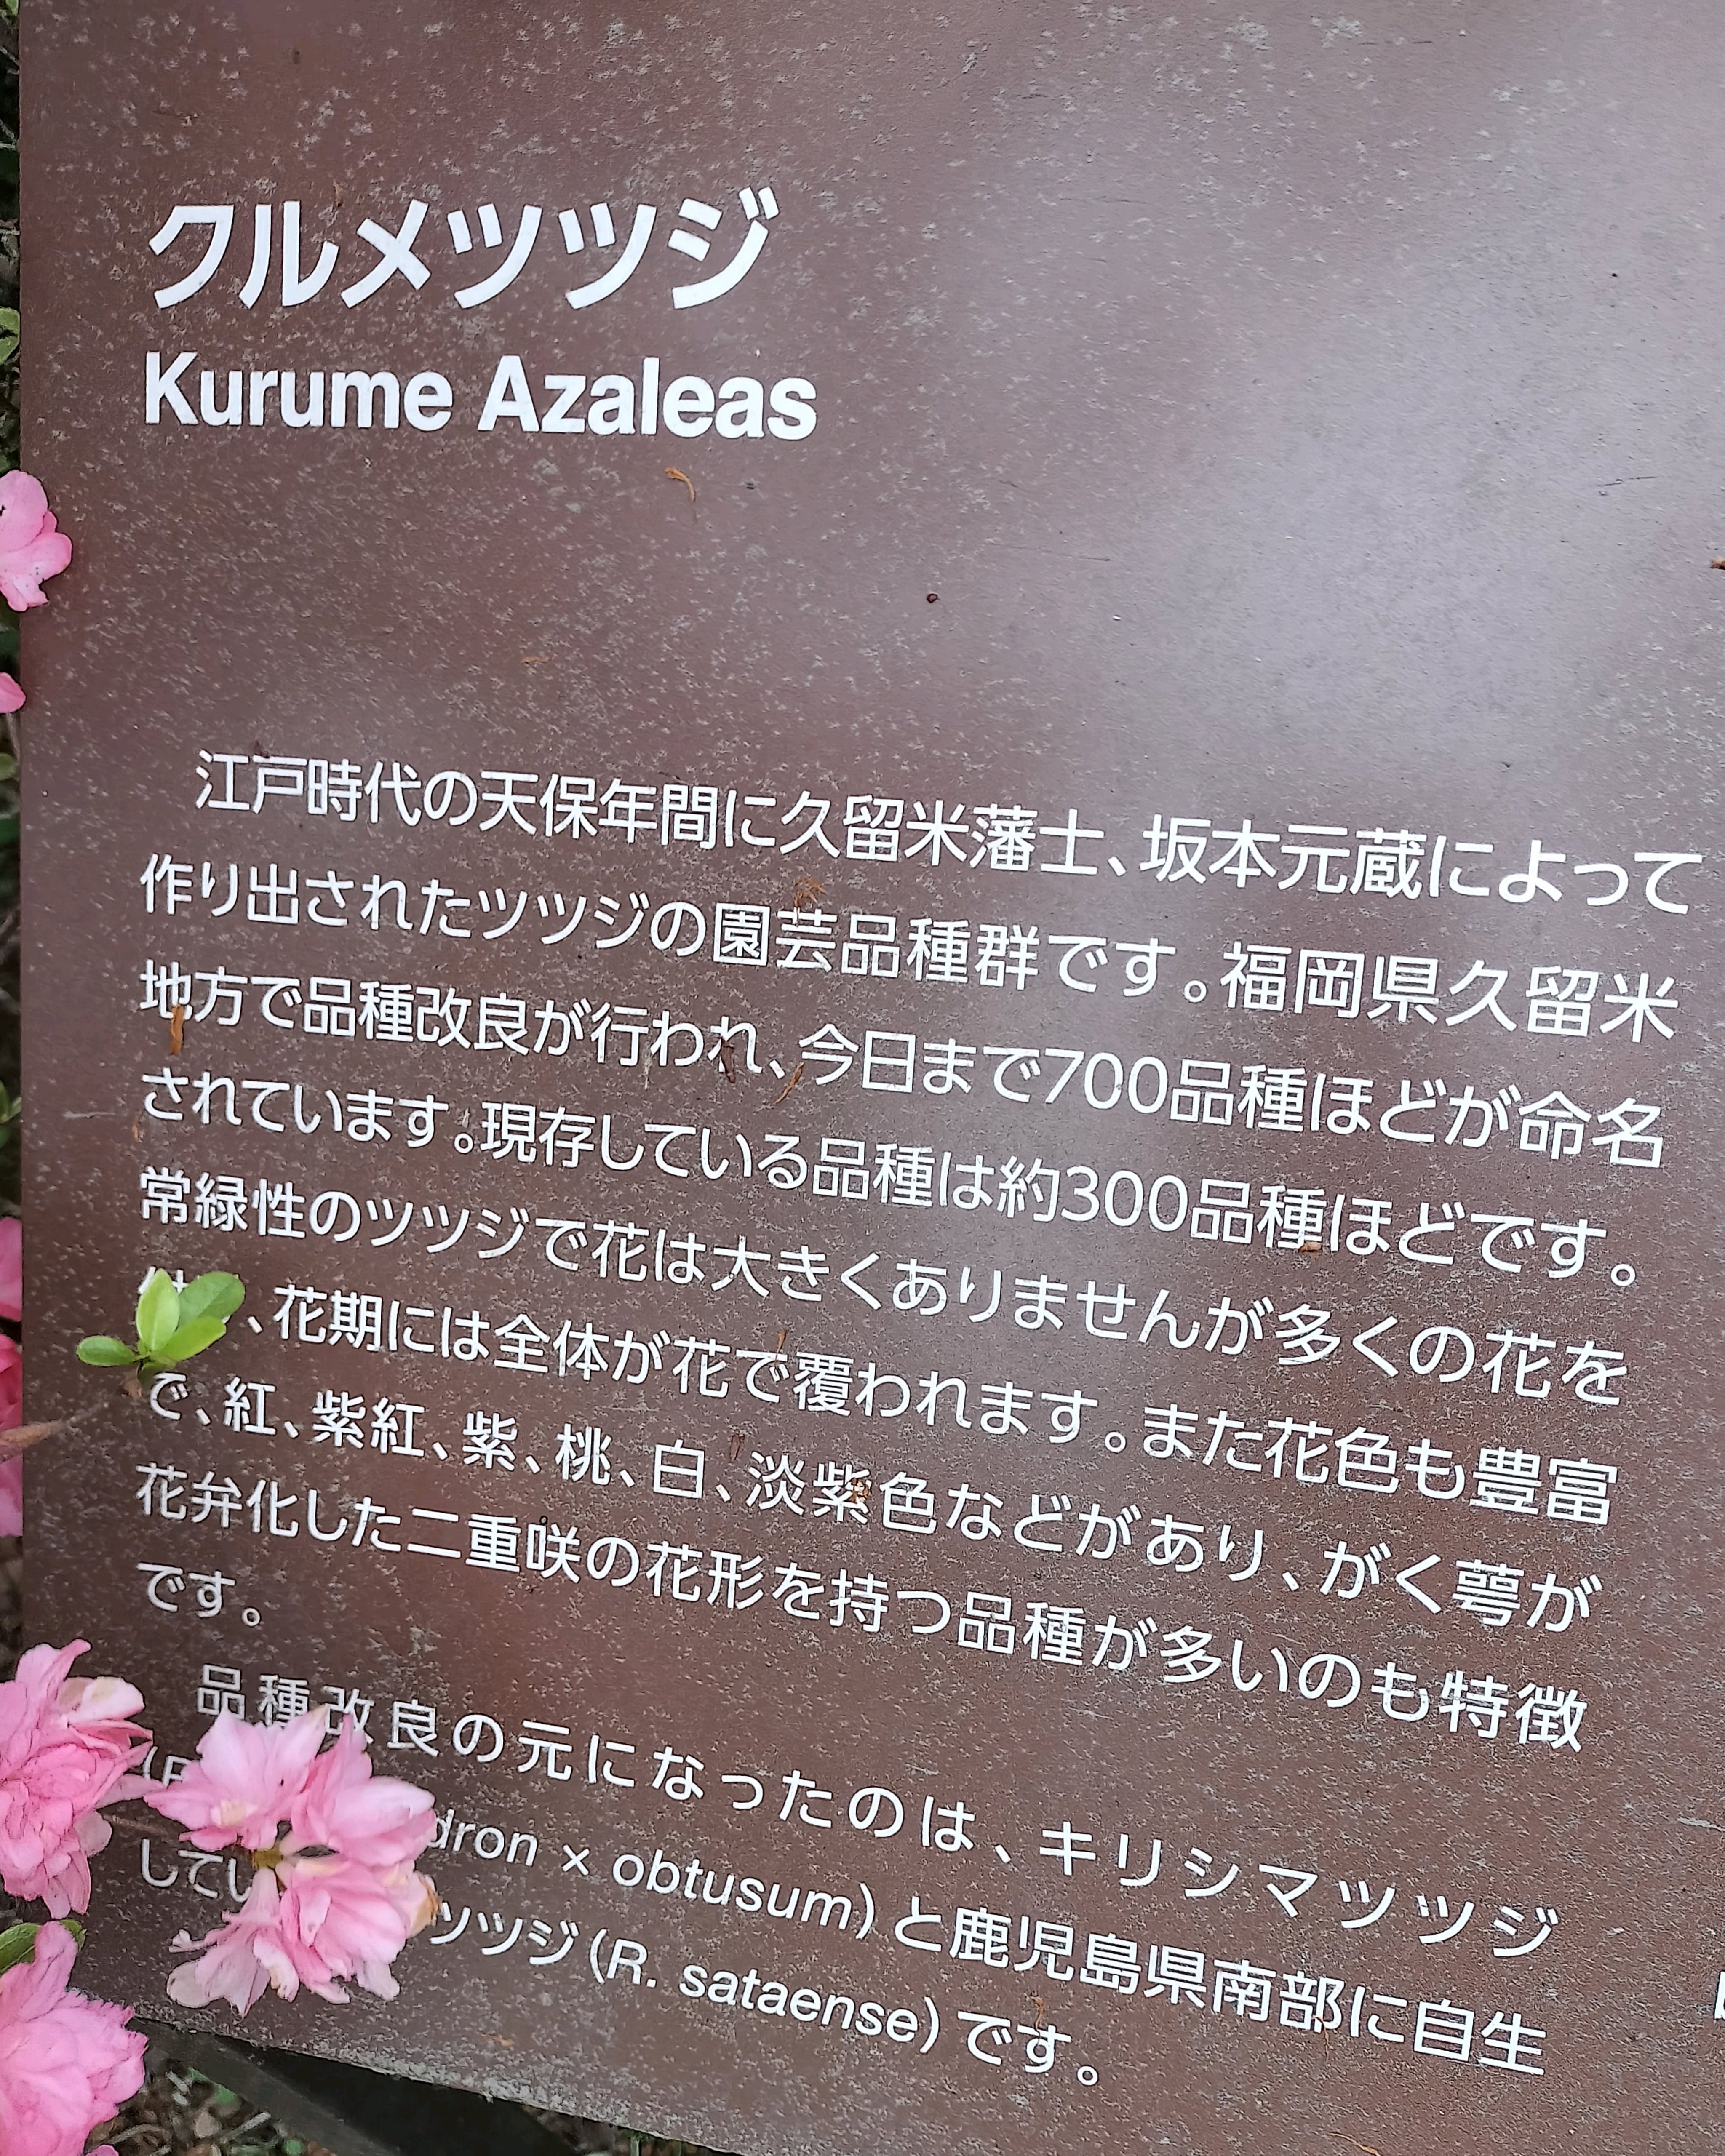 クルメツツジ
Kurume Azaleas
江戸時代の天保年間に久留米藩士、坂本元蔵によって
作り出されたツツジの園芸品種群です。福岡県久留米
地方で品種改良が行われ、今日まで700品種ほどが命名
されています。現存している品種は約300品種ほどです。
常緑性のツツジで花は大きくありませんが多くの花を
、花期には全体が花で覆われます。また花色も豊富
で、紅、紫紅、紫、桃、白、淡紫色などがあり、がく萼が
花弁化した二重咲の花形を持つ品種が多いのも特徴
です。
品種改良の元になったのは、キリシマツツジ
dron × obtusum)と鹿児島県南部に自生
してい ツツジ(R. sataense)です。